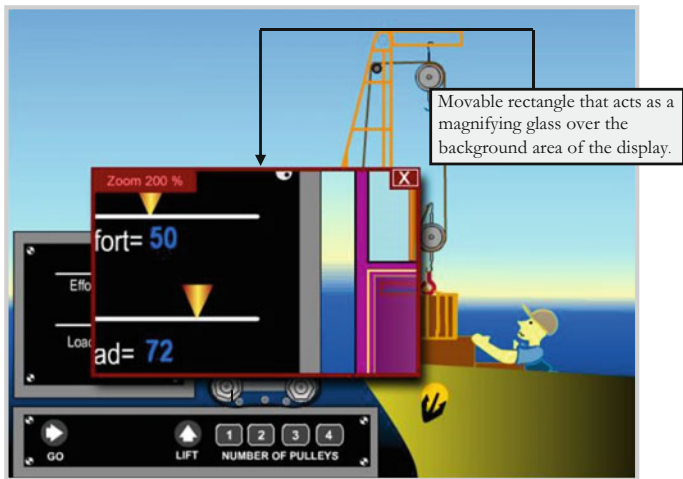 Movable rectangle that acts as a
magnifying glass over the
background area of the display.
Zoom 200 %
X
fort= 50
Effo
Load
ad= 72
1 2 3 4
GO
LIFT
NUMBER OF PULLEYS